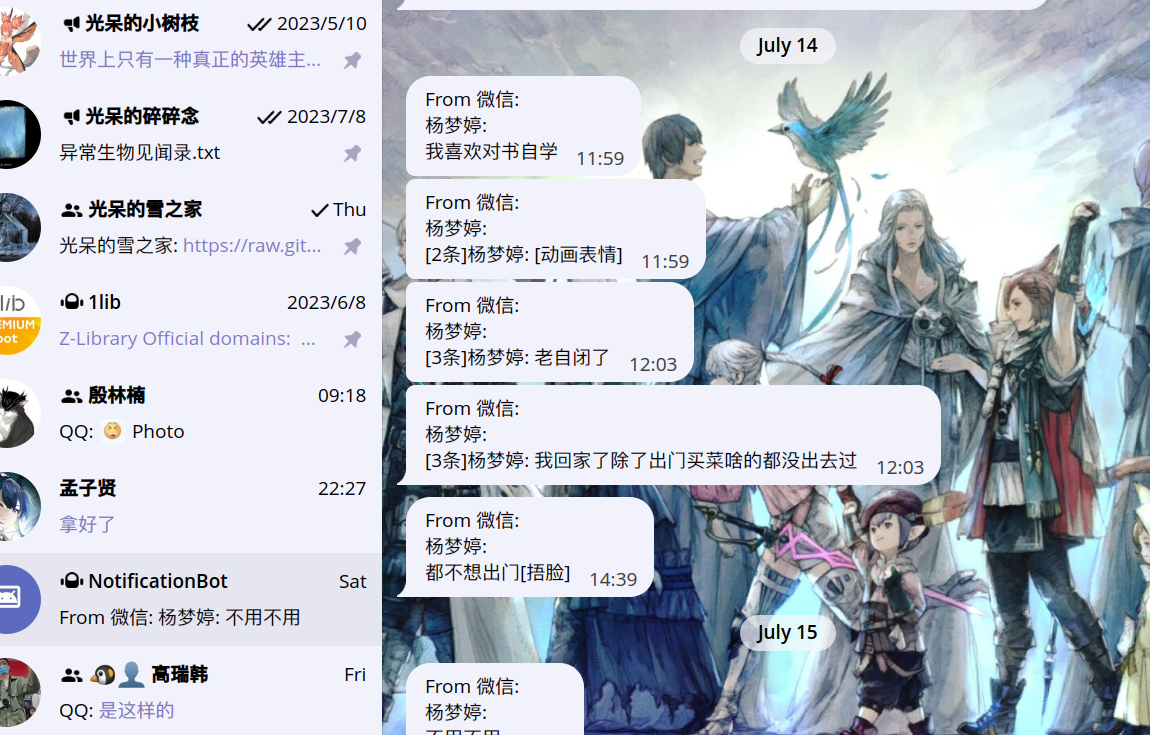 光呆的小树枝 2023/5/10
世界上只有一种真正的英雄主...
光呆的碎碎念 2023/7/8
异常生物见闻录.txt
光呆的雪之家 Thu
光呆的雪之家: https://raw.git...
1lib 2023/6/8
Z-Library Official domains: ...
殷林楠 09:18
QQ: Photo
孟子贤 22:27
拿好了
NotificationBot Sat
From 微信: 杨梦婷: 不用不用
高瑞韩 Fri
QQ: 是这样的
July 14
From 微信:
杨梦婷:
我喜欢对书自学 11:59
From 微信:
杨梦婷:
[2条]杨梦婷: [动画表情] 11:59
From 微信:
杨梦婷:
[3条]杨梦婷: 老自闭了 12:03
From 微信:
杨梦婷:
[3条]杨梦婷: 我回家了除了出门买菜啥的都没出去过 12:03
From 微信:
杨梦婷:
都不想出门[捂脸] 14:39
July 15
From 微信:
杨梦婷: